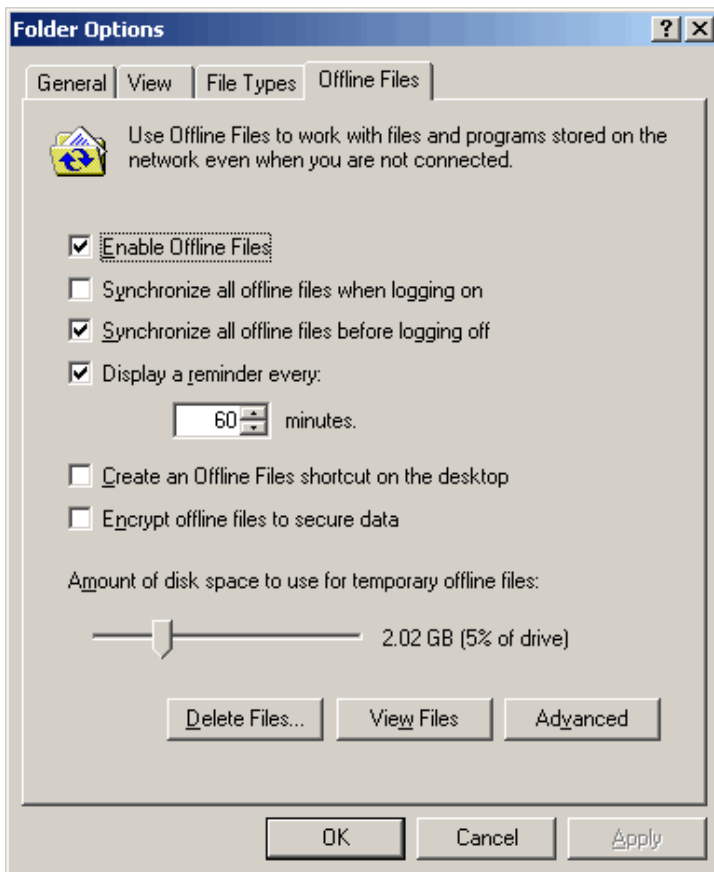 Folder Options
General View File Types Offline Files
Use Offline Files to work with files and programs stored on the
network even when you are not connected.
Enable Offline Files
Synchronize all offline files when logging on
Synchronize all offline files before logging off
Display a reminder every:
60 minutes.
Create an Offline Files shortcut on the desktop
Encrypt offline files to secure data
Amount of disk space to use for temporary offline files:
2.02 GB (5% of drive)
Delete Files... View Files Advanced
OK Cancel Apply